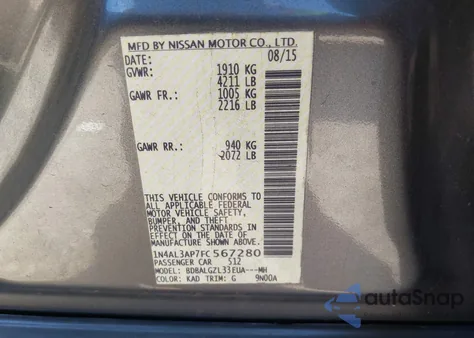 MFD BY NISSAN MOTOR CO., LTD.
DATE: 08/15
GVWR: 1910 KG
4211 LB
GAWR FR.: 1005 KG
2216 LB
GAWR RR.: 940 KG
2072 LB
THIS VEHICLE CONFORMS TO
ALL APPLICABLE FEDERAL
MOTOR VEHICLE SAFETY,
BUMPER, AND THEFT
PREVENTION STANDARDS
IN EFFECT ON THE DATE OF
MANUFACTURE SHOWN ABOVE.
1N4AL3AP7FC567280
PASSENGER CAR 512
MODEL: BDBALGZL33EUA---MH
COLOR: KAD TRIM: G 9N00A
autoSnap